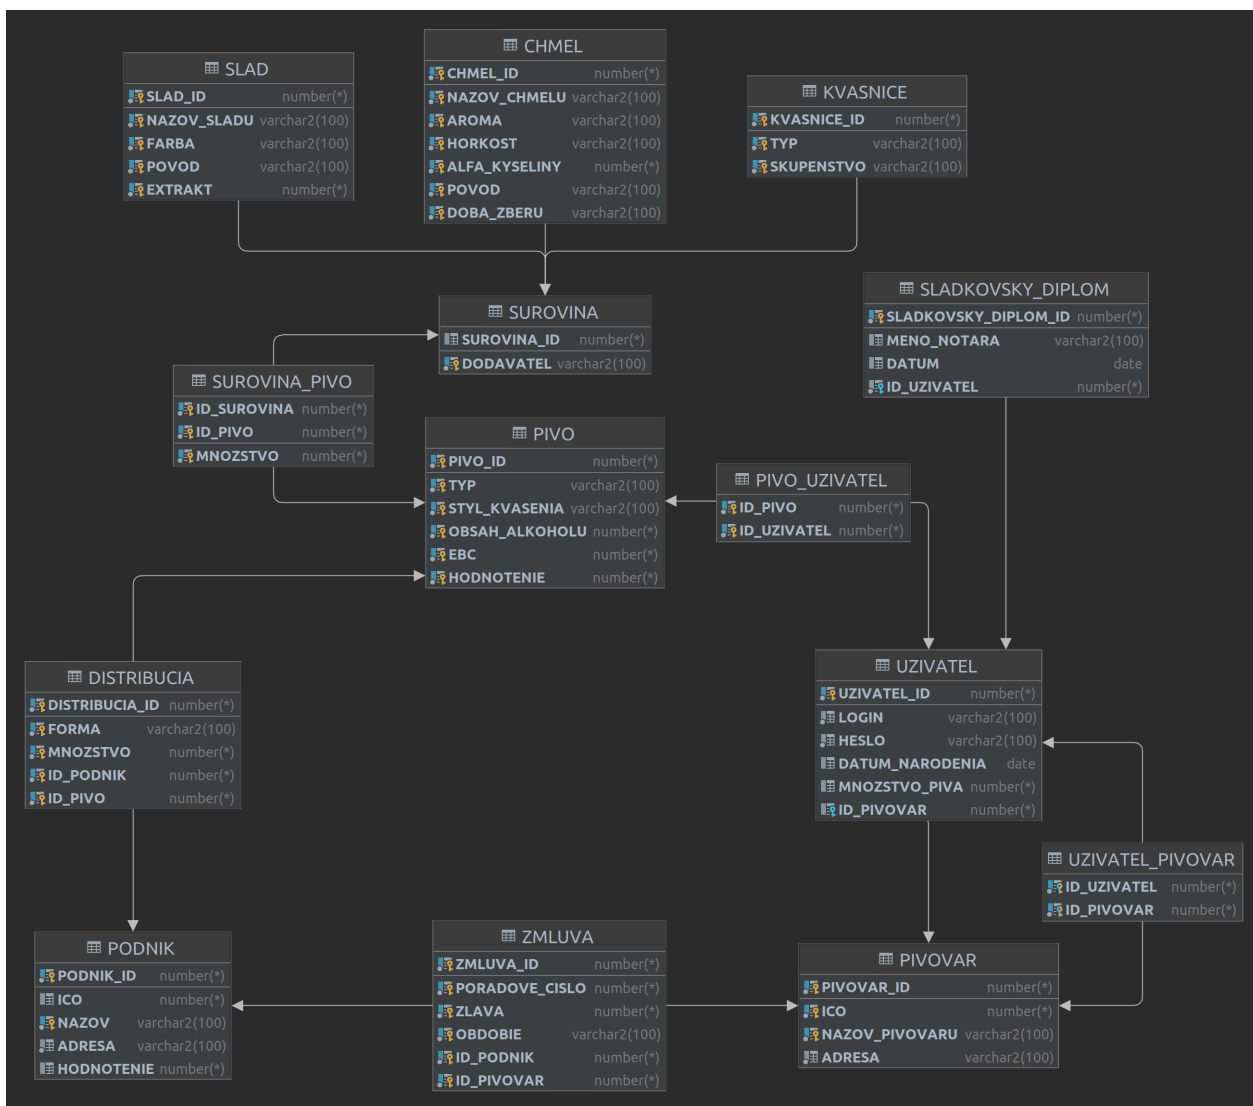 SLAD
SLAD_ID number(*)
NAZOV_SLADU varchar2(100)
FARBA varchar2(100)
POVOD varchar2(100)
EXTRAKT number(*)
CHMEL
CHMEL_ID number(*)
NAZOV_CHMELU varchar2(100)
AROMA varchar2(100)
HORKOST varchar2(100)
ALFA_KYSELINY number(*)
POVOD varchar2(100)
DOBA_ZBERU varchar2(100)
KVASNICE
KVASNICE_ID number(*)
TYP varchar2(100)
SKUPENSTVO varchar2(100)
SUROVINA
SUROVINA_ID number(*)
DODAVATEL varchar2(100)
SLADKOVSKY_DIPLOM
SLADKOVSKY_DIPLOM_ID number(*)
MENO_NOTARA varchar2(100)
DATUM date
ID_UZIVATEL number(*)
SUROVINA_PIVO
ID_SUROVINA number(*)
ID_PIVO number(*)
MNOZSTVO number(*)
PIVO
PIVO_ID number(*)
TYP varchar2(100)
STYL_KVASENIA varchar2(100)
OBSAH_ALKOHOLU number(*)
EBC number(*)
HODNOTENIE number(*)
PIVO_UZIVATEL
ID_PIVO number(*)
ID_UZIVATEL number(*)
DISTRIBUCIA
DISTRIBUCIA_ID number(*)
FORMA varchar2(100)
MNOZSTVO number(*)
ID_PODNIK number(*)
ID_PIVO number(*)
UZIVATEL
UZIVATEL_ID number(*)
LOGIN varchar2(100)
HESLO varchar2(100)
DATUM_NARODENIA date
MNOZSTVO_PIVA number(*)
ID_PIVOVAR number(*)
UZIVATEL_PIVOVAR
ID_UZIVATEL number(*)
ID_PIVOVAR number(*)
PODNIK
PODNIK_ID number(*)
ICO number(*)
NAZOV varchar2(100)
ADRESA varchar2(100)
HODNOTENIE number(*)
ZMLUVA
ZMLUVA_ID number(*)
PORADOVE_CISLO number(*)
ZLAVA number(*)
OBDOBIE varchar2(100)
ID_PODNIK number(*)
ID_PIVOVAR number(*)
PIVOVAR
PIVOVAR_ID number(*)
ICO number(*)
NAZOV_PIVOVARU varchar2(100)
ADRESA varchar2(100)